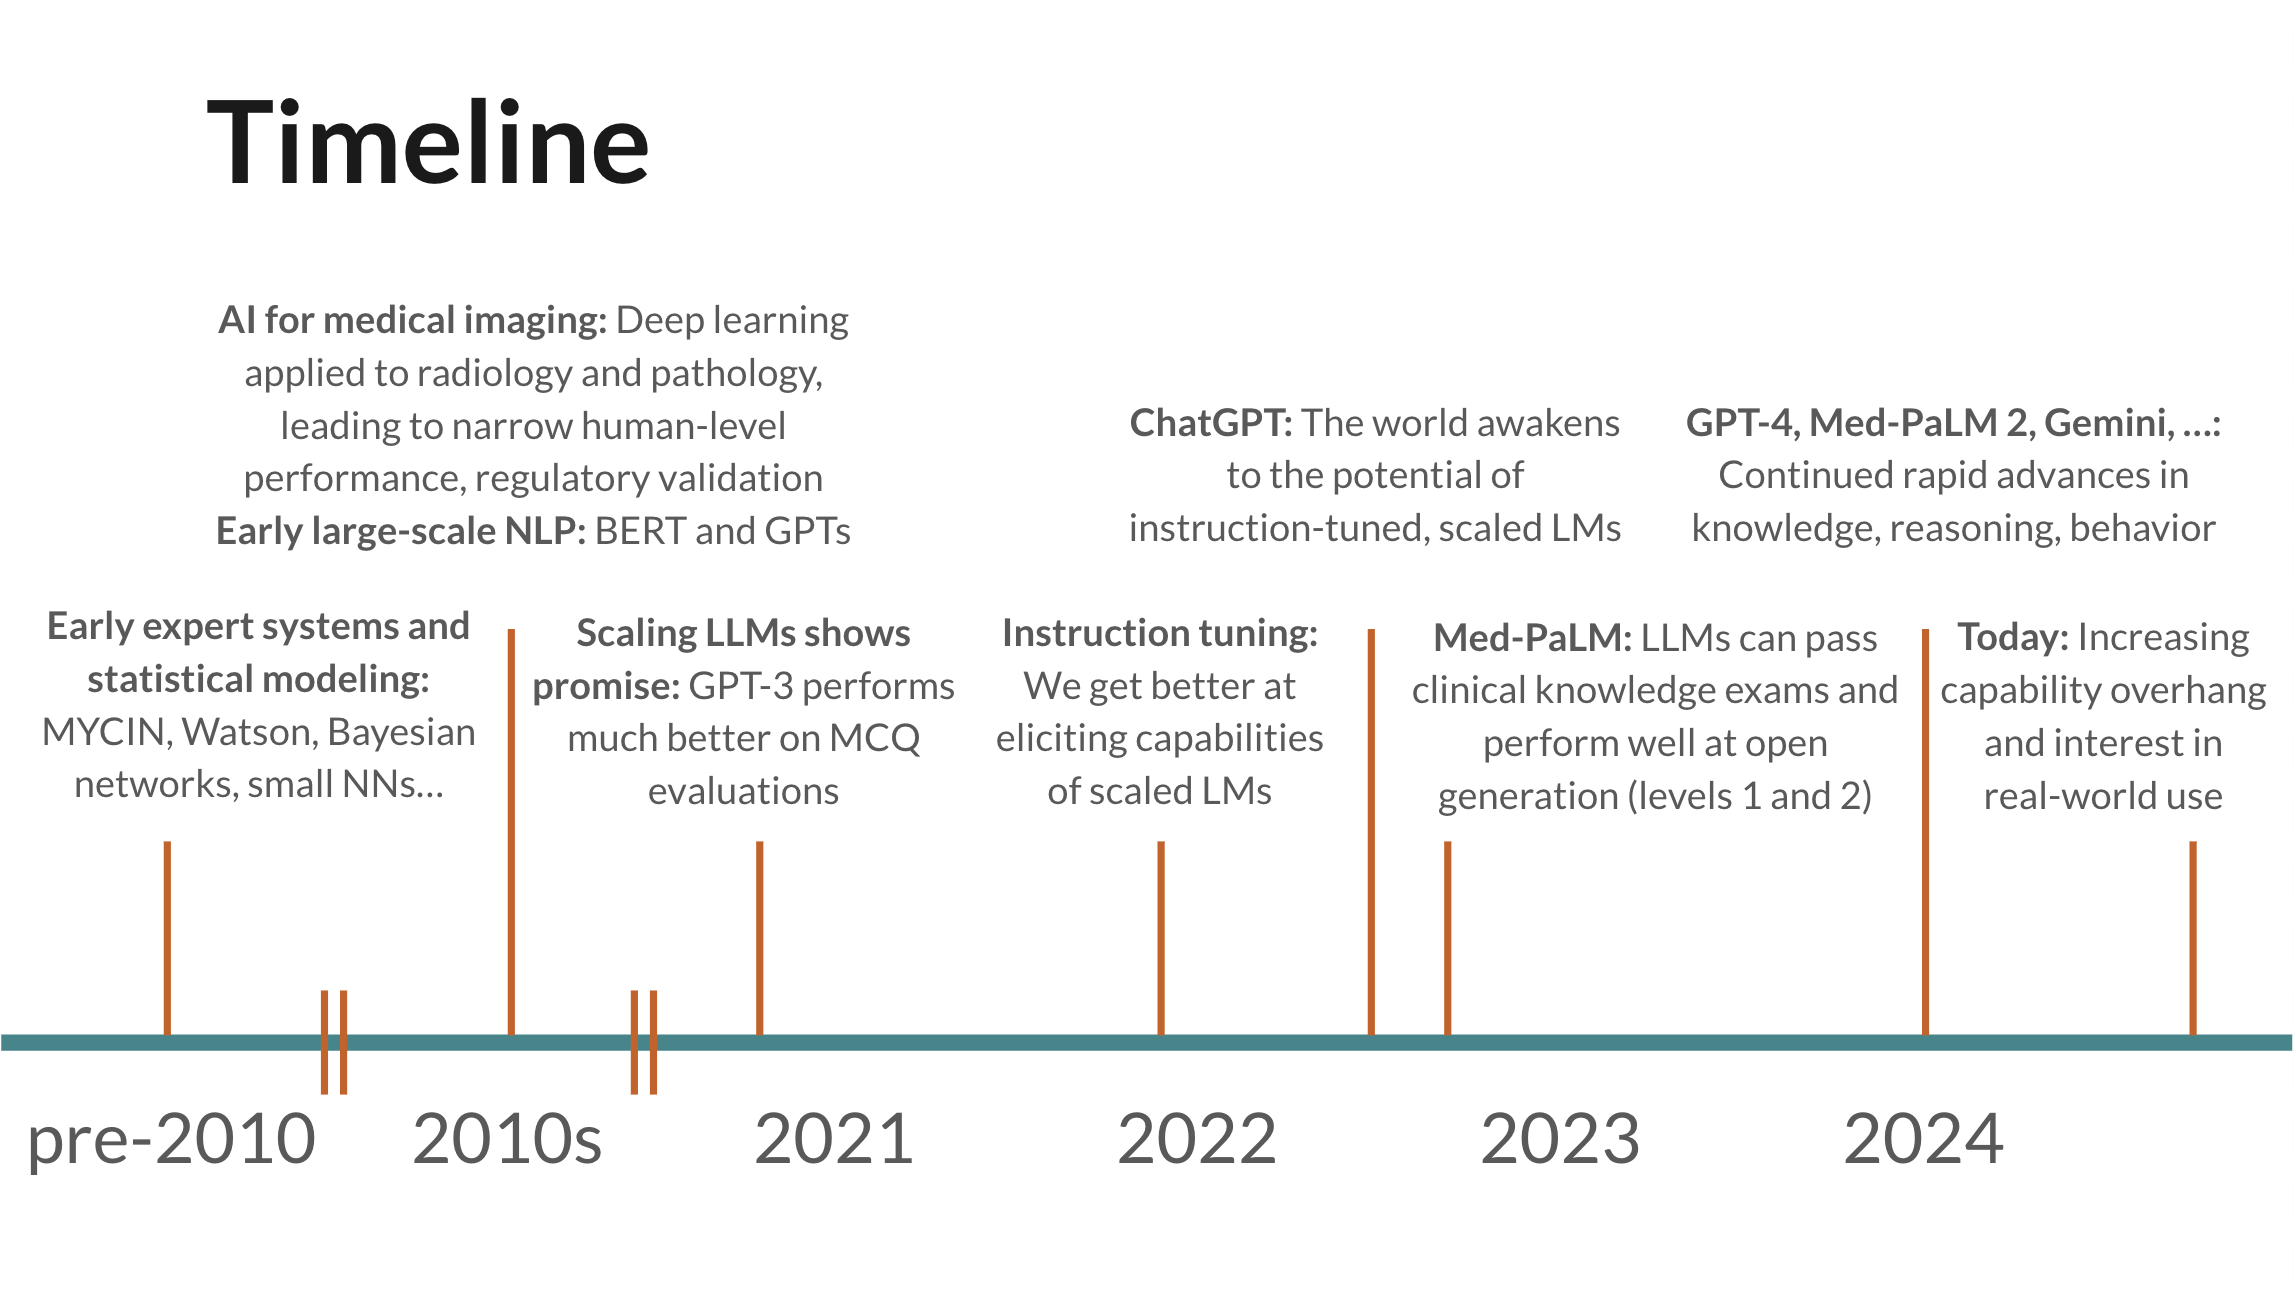 Timeline
AI for medical imaging: Deep learning
applied to radiology and pathology,
leading to narrow human-level
performance, regulatory validation
Early large-scale NLP: BERT and GPTs
ChatGPT: The world awakens
to the potential of
instruction-tuned, scaled LMs
GPT-4, Med-PaLM 2, Gemini, ...:
Continued rapid advances in
knowledge, reasoning, behavior
Early expert systems and
statistical modeling:
MYCIN, Watson, Bayesian
networks, small NNs...
Scaling LLMs shows
promise: GPT-3 performs
much better on MCQ
evaluations
Instruction tuning:
We get better at
eliciting capabilities
of scaled LMs
Med-PaLM: LLMs can pass
clinical knowledge exams and
perform well at open
generation (levels 1 and 2)
Today: Increasing
capability overhang
and interest in
real-world use
pre-2010
2010s
2021
2022
2023
2024